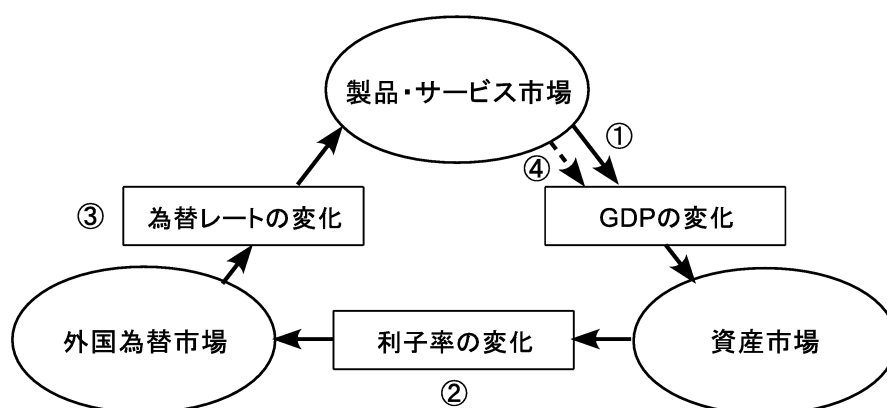 製品・サービス市場
①
④
③
為替レートの変化
GDPの変化
外国為替市場
利子率の変化
資産市場
②